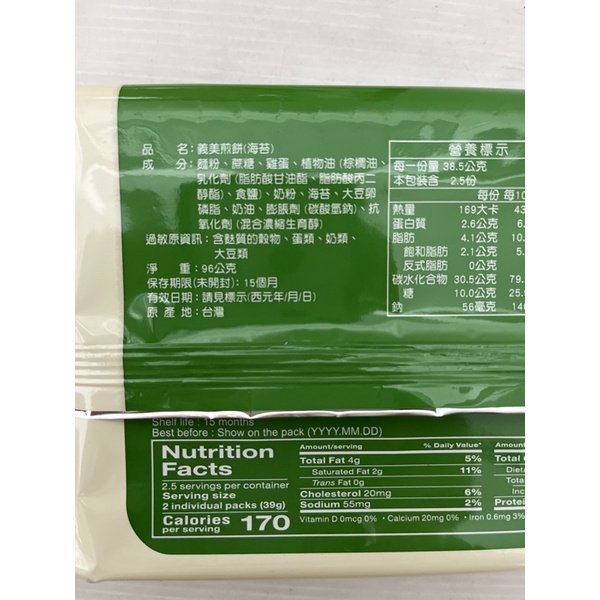 品　　名：義美煎餅(海苔)
成　　分：麵粉、蔗糖、雞蛋、植物油（棕櫚油、
乳化劑（脂肪酸甘油酯、脂肪酸丙二
醇酯）、食鹽）、奶粉、海苔、大豆卵
磷脂、奶油、膨脹劑（碳酸氫鈉）、抗
氧化劑（混合濃縮生育醇）
過敏原資訊：含麩質的穀物、蛋類、奶類、
大豆類
淨　　重：96公克
保存期限(未開封)：15個月
有效日期：請見標示(西元年/月/日)
原 產 地：台灣
營養標示
每一份量 38.5公克
本包裝含 2.5份
每份 每10
熱量 169大卡 43
蛋白質 2.6公克 6.
脂肪 4.1公克 10.
飽和脂肪 2.1公克 5.
反式脂肪 0公克
碳水化合物 30.5公克 79.
糖 10.0公克 25.
鈉 56毫克 14
Shelf life : 15 months
Best before : Show on the pack (YYYY.MM.DD)
Nutrition
Facts
2.5 servings per container
Serving size
2 individual packs (39g)
Calories 170
per serving
Amount/serving % Daily Value*
Total Fat 4g 5%
Saturated Fat 2g 11%
Trans Fat 0g
Cholesterol 20mg 6%
Sodium 55mg 2%
Vitamin D 0mcg 0% • Calcium 20mg 0% • Iron 0.6mg 3%
Amoun
Total
Dieta
Tota
Inc
Protei